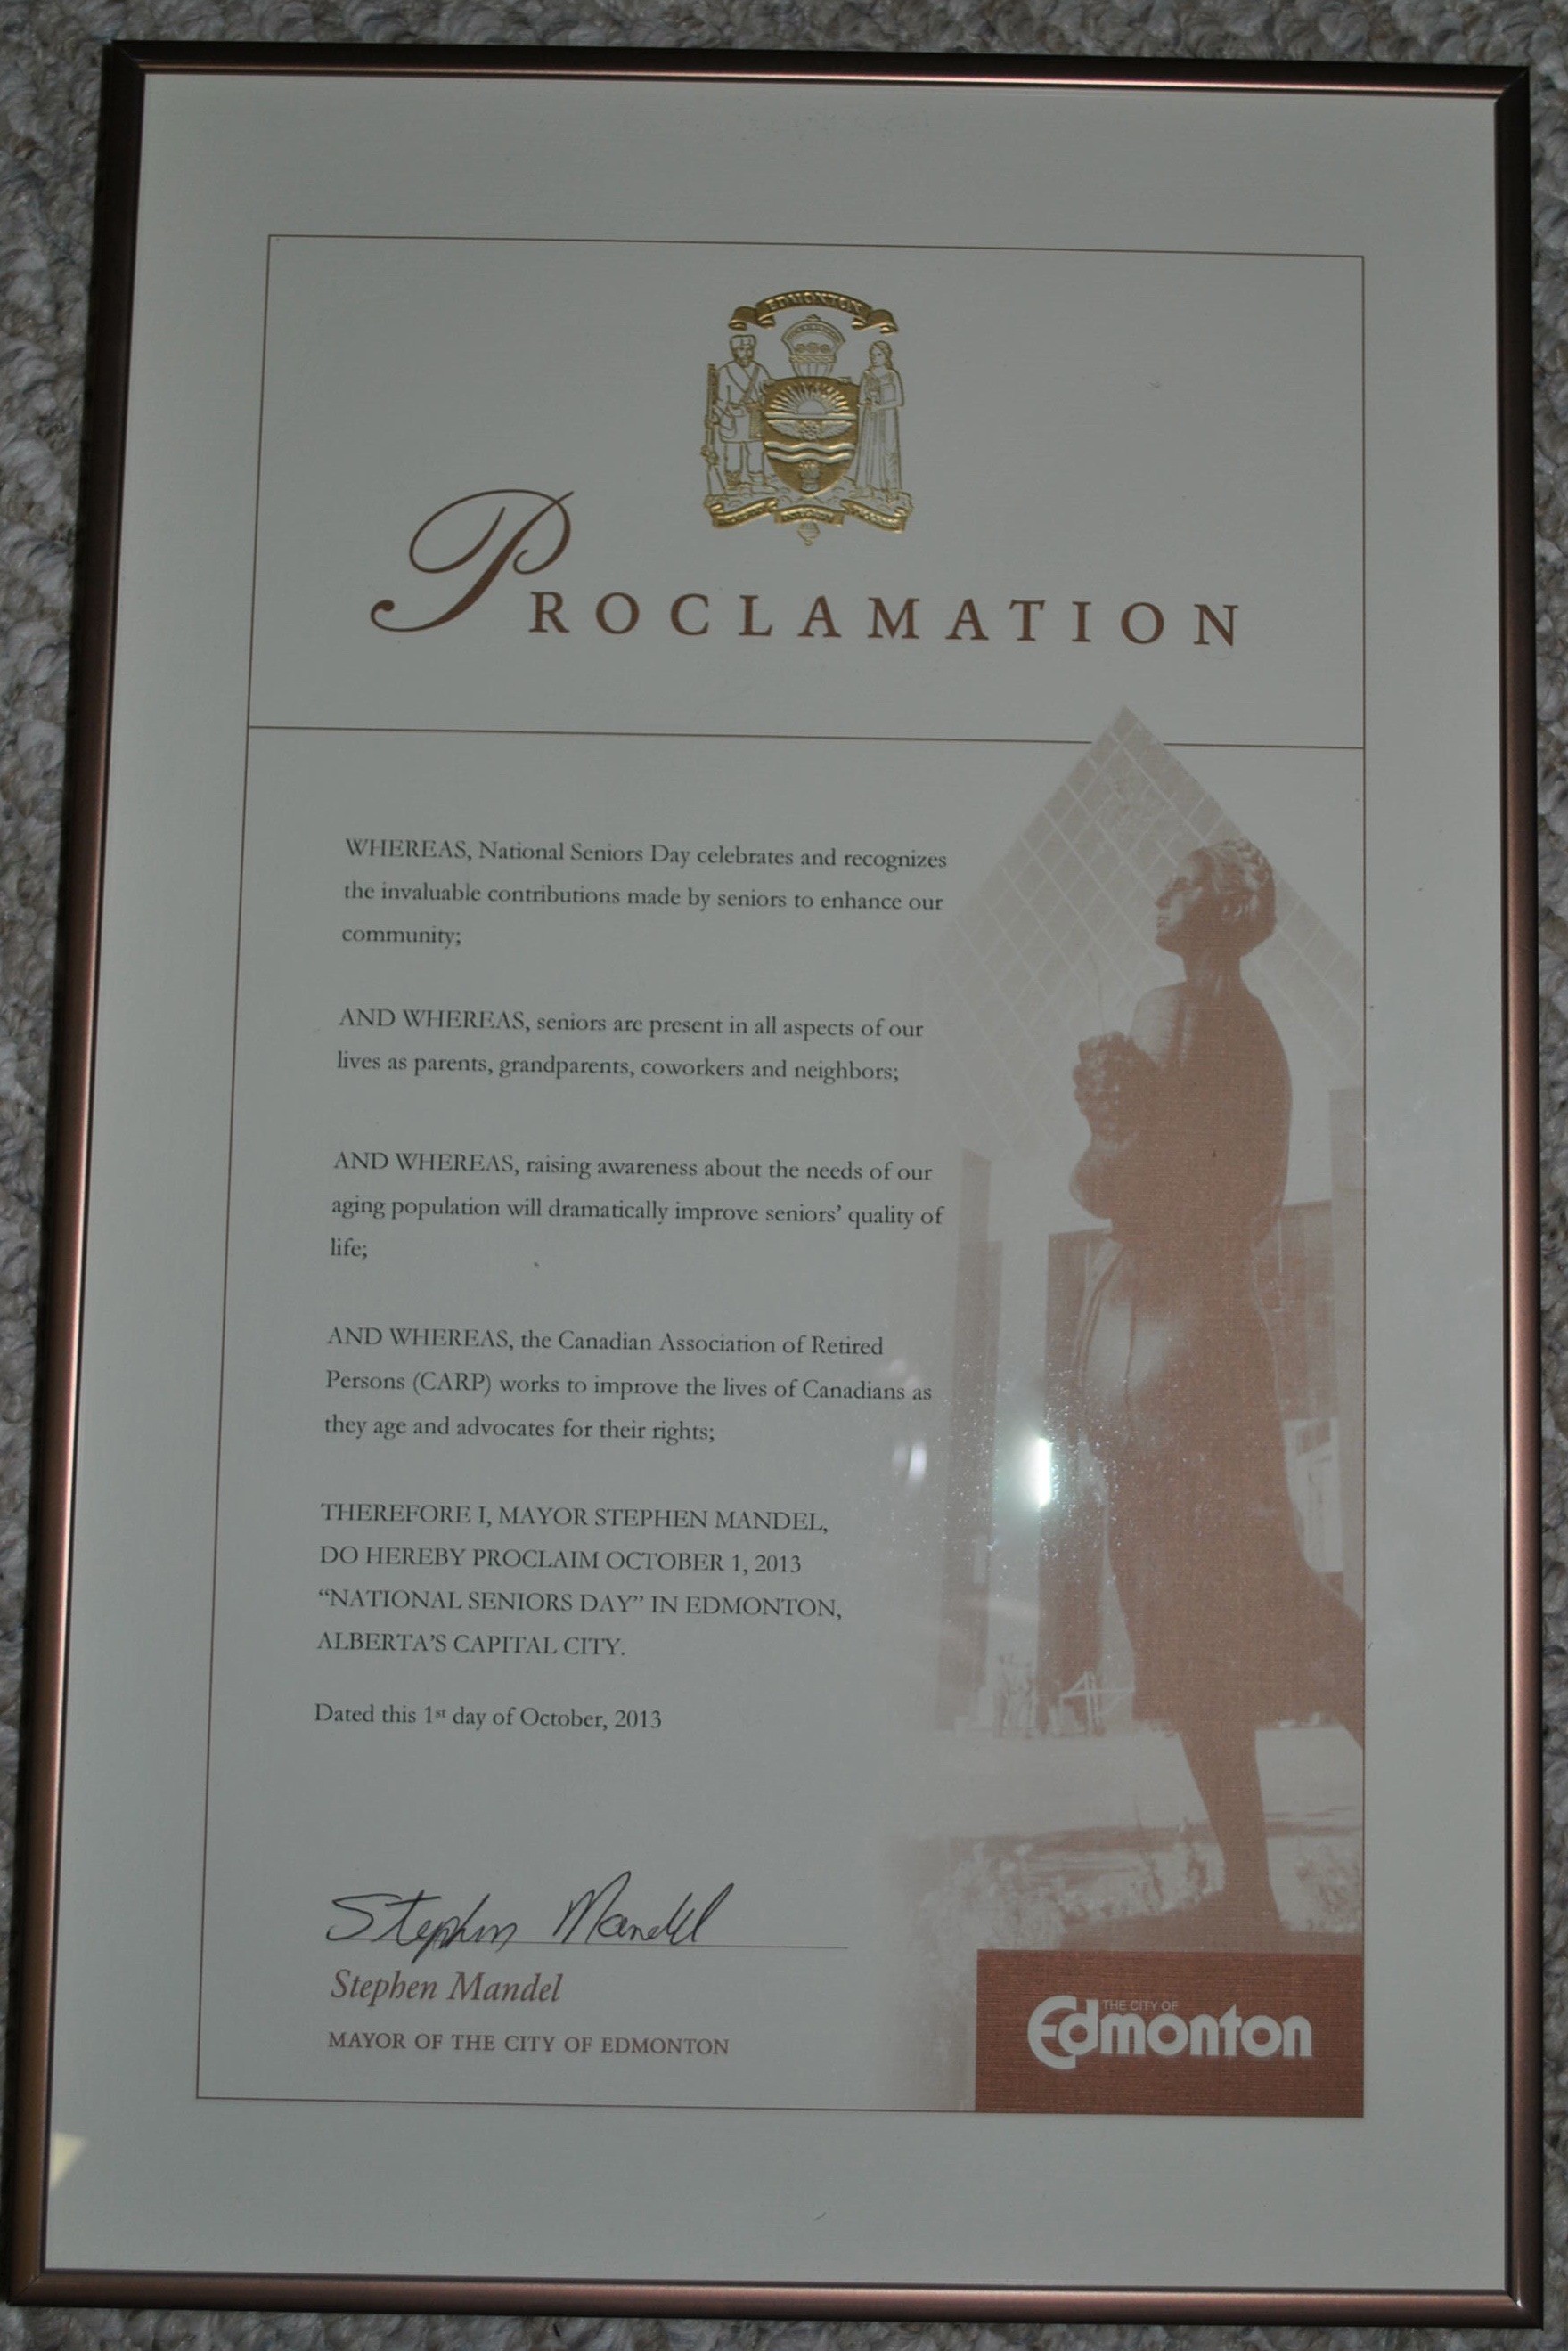 EDMONTON
PROCLAMATION
WHEREAS, National Seniors Day celebrates and recognizes
the invaluable contributions made by seniors to enhance our
community;
AND WHEREAS, seniors are present in all aspects of our
lives as parents, grandparents, coworkers and neighbors;
AND WHEREAS, raising awareness about the needs of our
aging population will dramatically improve seniors’ quality of
life;
AND WHEREAS, the Canadian Association of Retired
Persons (CARP) works to improve the lives of Canadians as
they age and advocates for their rights;
THEREFORE I, MAYOR STEPHEN MANDEL,
DO HEREBY PROCLAIM OCTOBER 1, 2013
“NATIONAL SENIORS DAY” IN EDMONTON,
ALBERTA’S CAPITAL CITY.
Dated this 1st day of October, 2013
Stephen Mandel
Stephen Mandel
MAYOR OF THE CITY OF EDMONTON
THE CITY OF
Edmonton